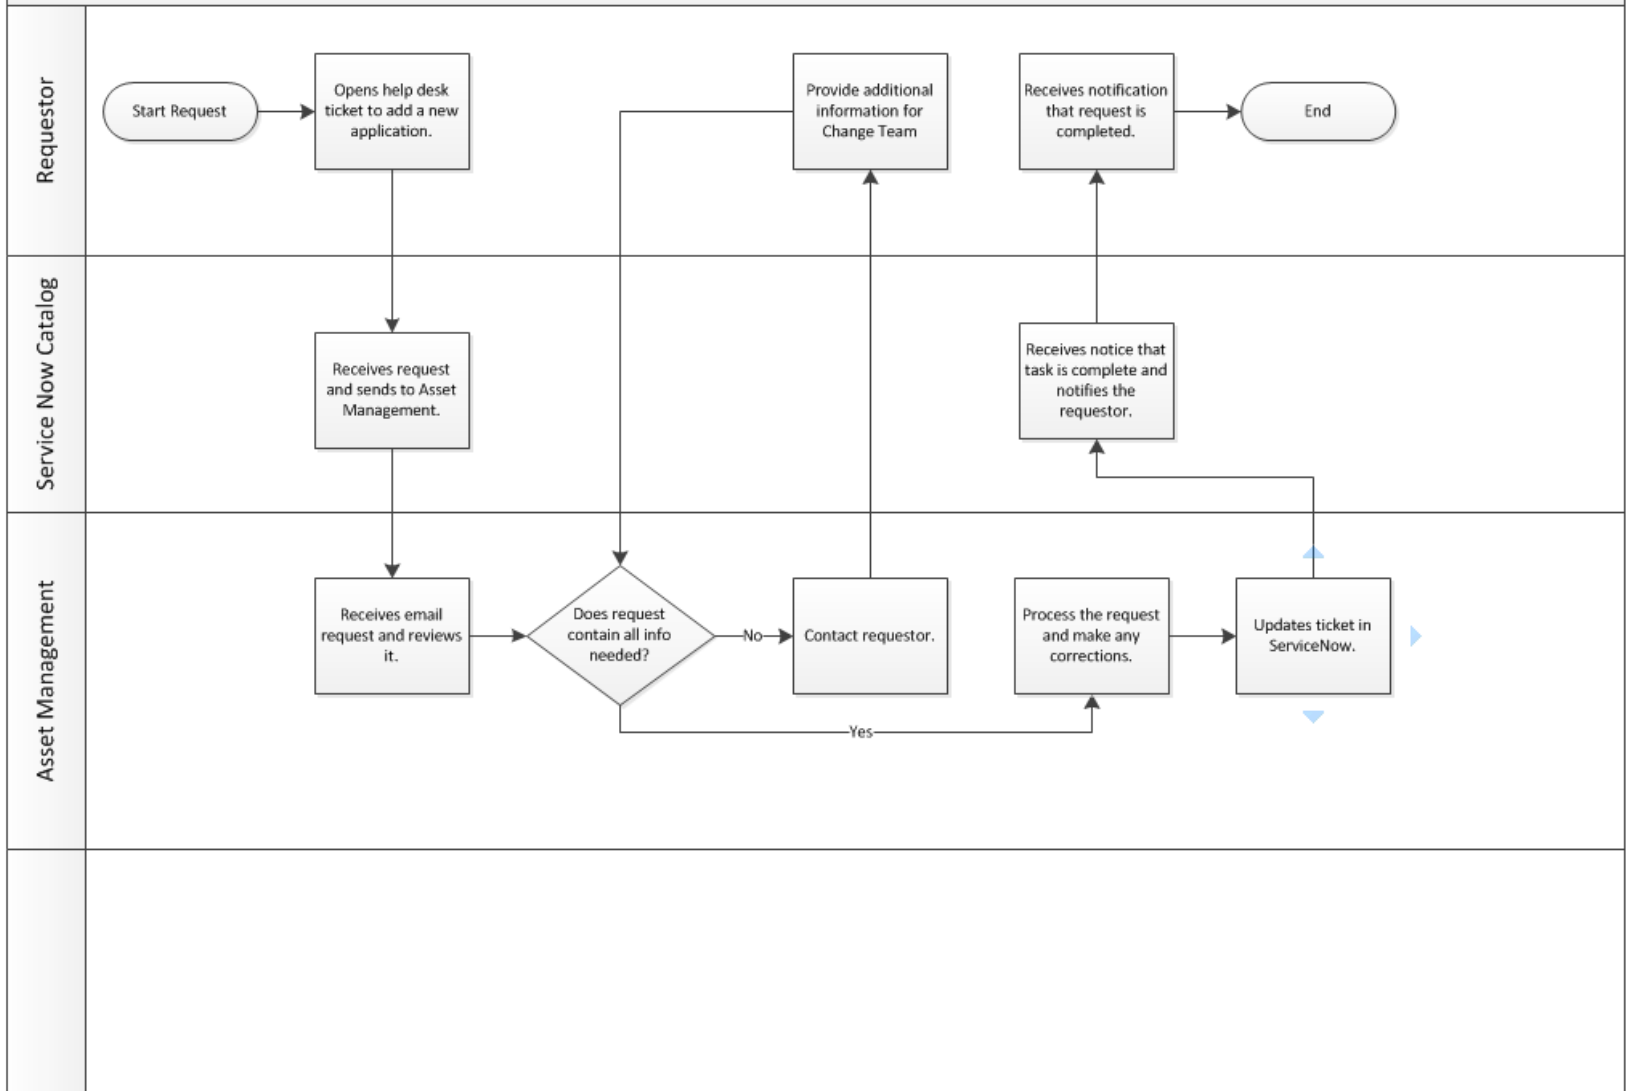 Requestor
Start Request
Opens help desk
ticket to add a new
application.
Provide additional
information for
Change Team
Receives notification
that request is
completed.
End
Service Now Catalog
Receives request
and sends to Asset
Management.
Receives notice that
task is complete and
notifies the
requestor.
Asset Management
Receives email
request and reviews
it.
Does request
contain all info
needed?
No
Contact requestor.
Process the request
and make any
corrections.
Updates ticket in
ServiceNow.
Yes